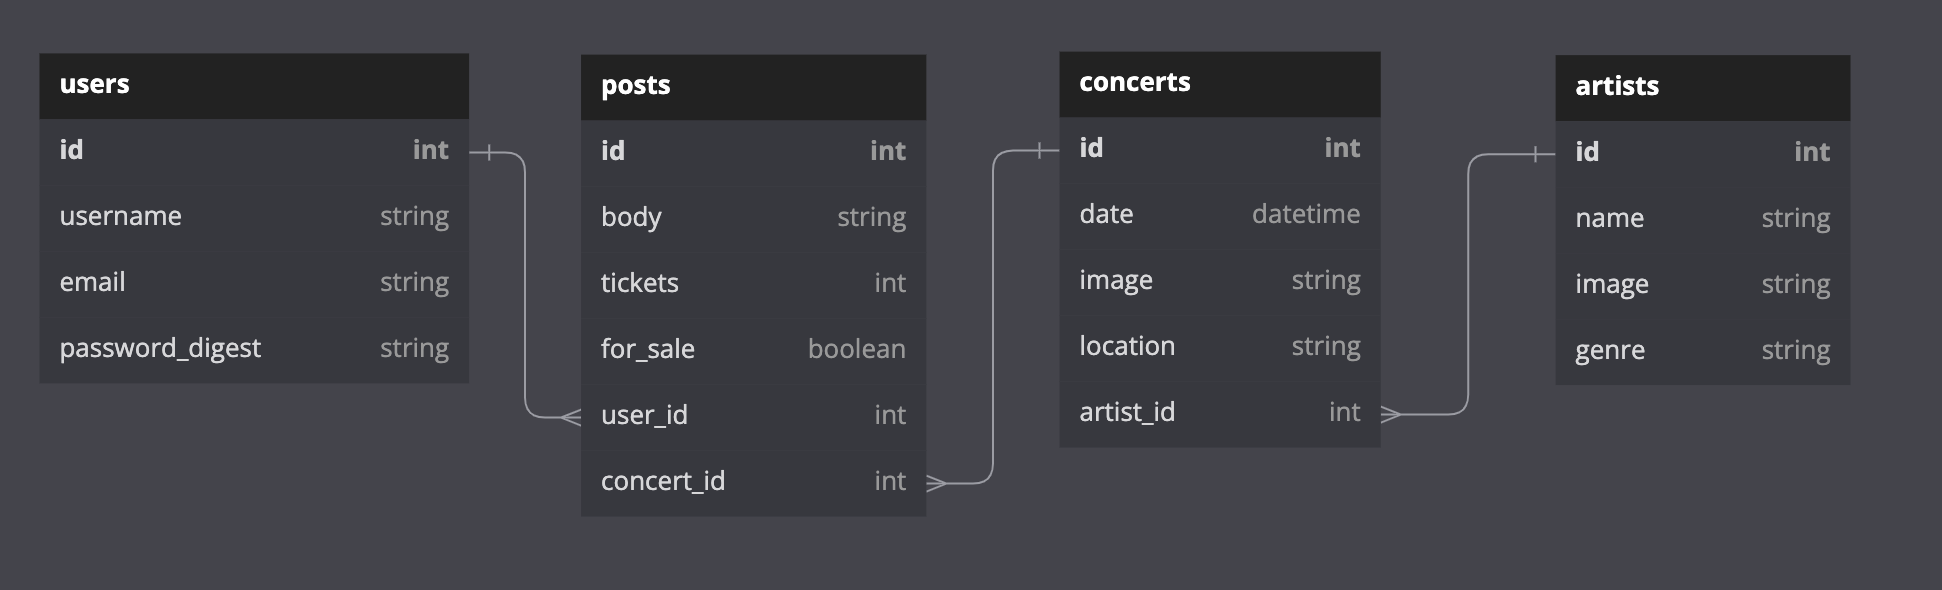 users
id int
username string
email string
password_digest string
posts
id int
body string
tickets int
for_sale boolean
user_id int
concert_id int
concerts
id int
date datetime
image string
location string
artist_id int
artists
id int
name string
image string
genre string